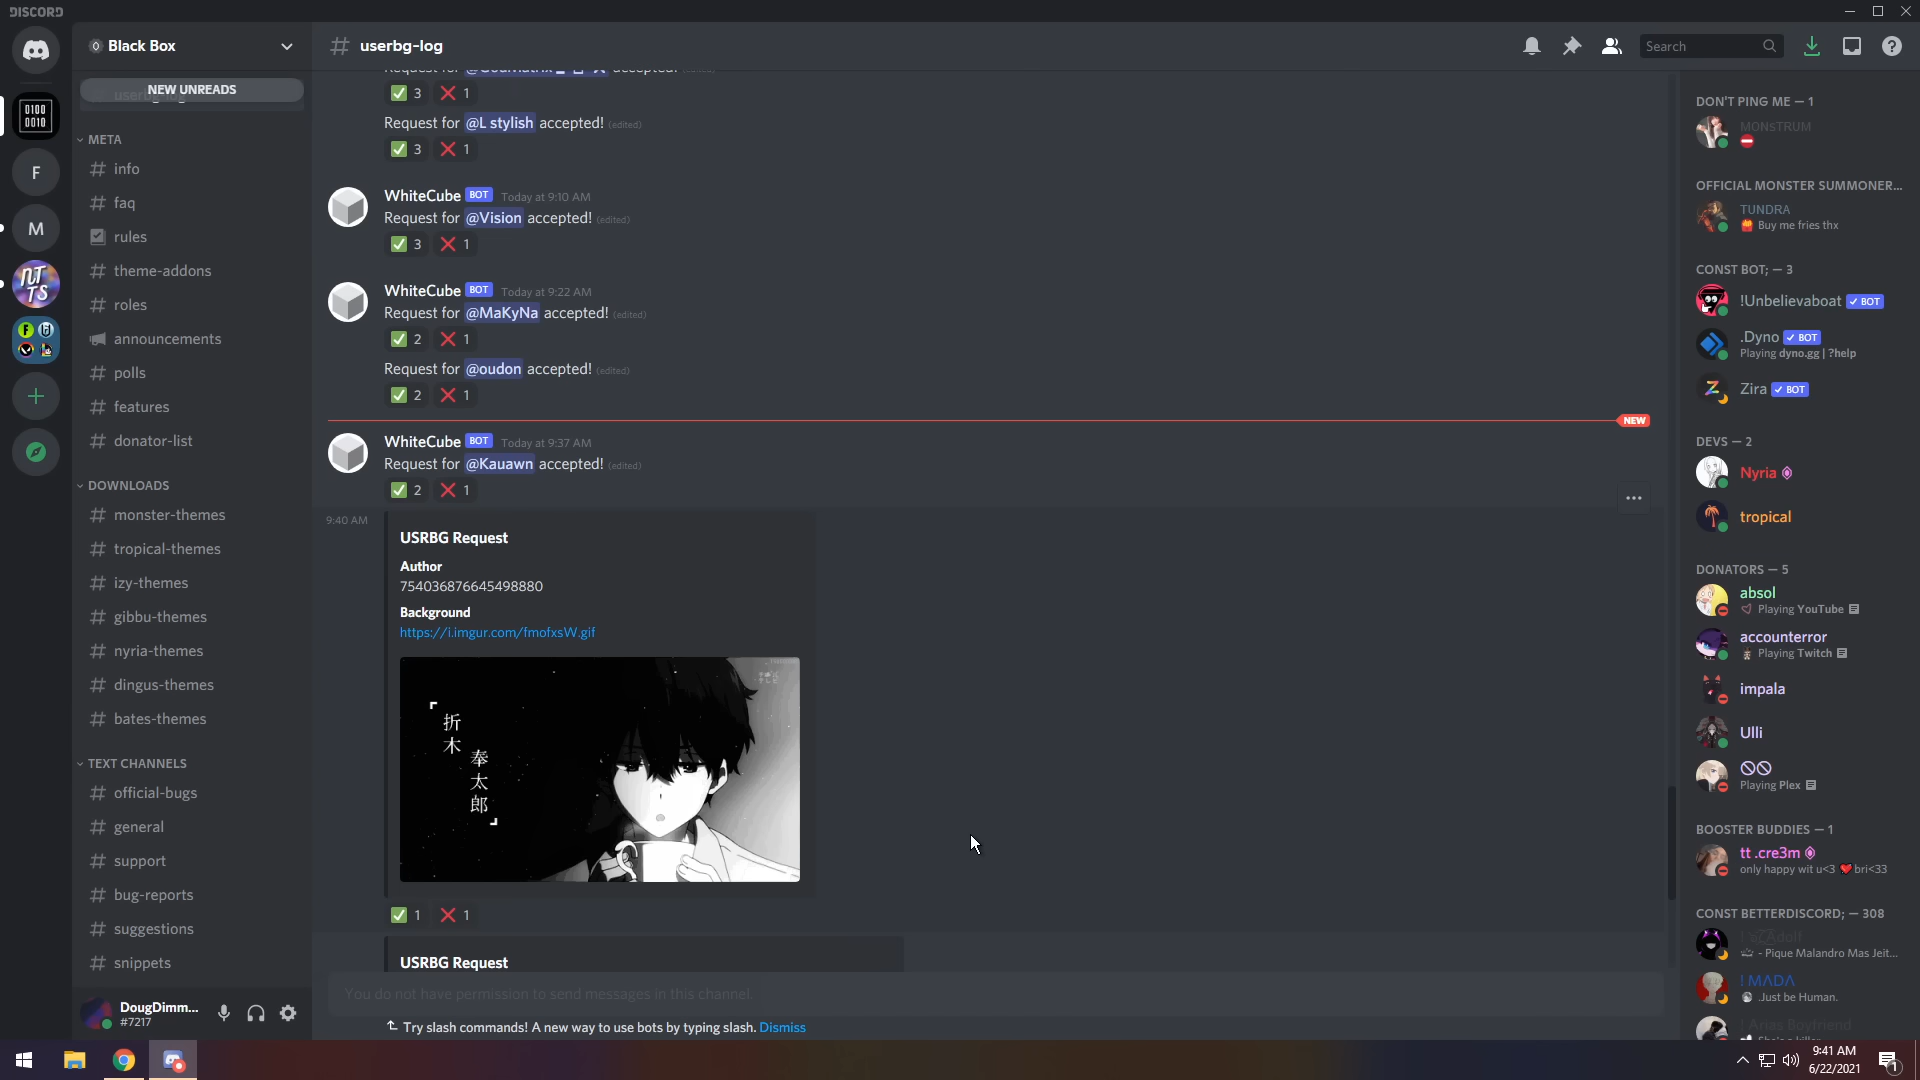 DISCORD
Black Box
userbg-log
Search
NEW UNREADS
META
info
faq
rules
theme-addons
roles
announcements
polls
features
donator-list
DOWNLOADS
monster-themes
tropical-themes
izy-themes
gibbu-themes
nyria-themes
dingus-themes
bates-themes
TEXT CHANNELS
official-bugs
general
support
bug-reports
suggestions
snippets
DougDimm...
#7217
F
M
3 1
Request for @L stylish accepted! (edited)
3 1
WhiteCube BOT Today at 9:10 AM
Request for @Vision accepted! (edited)
3 1
WhiteCube BOT Today at 9:22 AM
Request for @MaKyNa accepted! (edited)
2 1
Request for @oudon accepted! (edited)
2 1
NEW
WhiteCube BOT Today at 9:37 AM
Request for @Kauawn accepted! (edited)
2 1
9:40 AM
USRBG Request
Author
754036876645498880
Background
https://i.imgur.com/fmofxsW.gif
「折木
奉太郎」
1 1
USRBG Request
You do not have permission to send messages in this channel.
Try slash commands! A new way to use bots by typing slash. Dismiss
DON'T PING ME — 1
MONsTRUM
OFFICIAL MONSTER SUMMONER...
TUNDRA
Buy me fries thx
CONST BOT; — 3
!Unbelievaboat BOT
.Dyno BOT
Playing dyno.gg | ?help
Zira BOT
DEVS — 2
Nyria
tropical
DONATORS — 5
absol
Playing YouTube
accounterror
Playing Twitch
impala
Ulli
Playing Plex
BOOSTER BUDDIES — 1
tt .cre3m
only happy wit u<3 ❤️ bri<33
CONST BETTERDISCORD; — 308
- Pique Malandro Mas Jeit...
! MΛDΛ
.Just be Human.
9:41 AM
6/22/2021
1